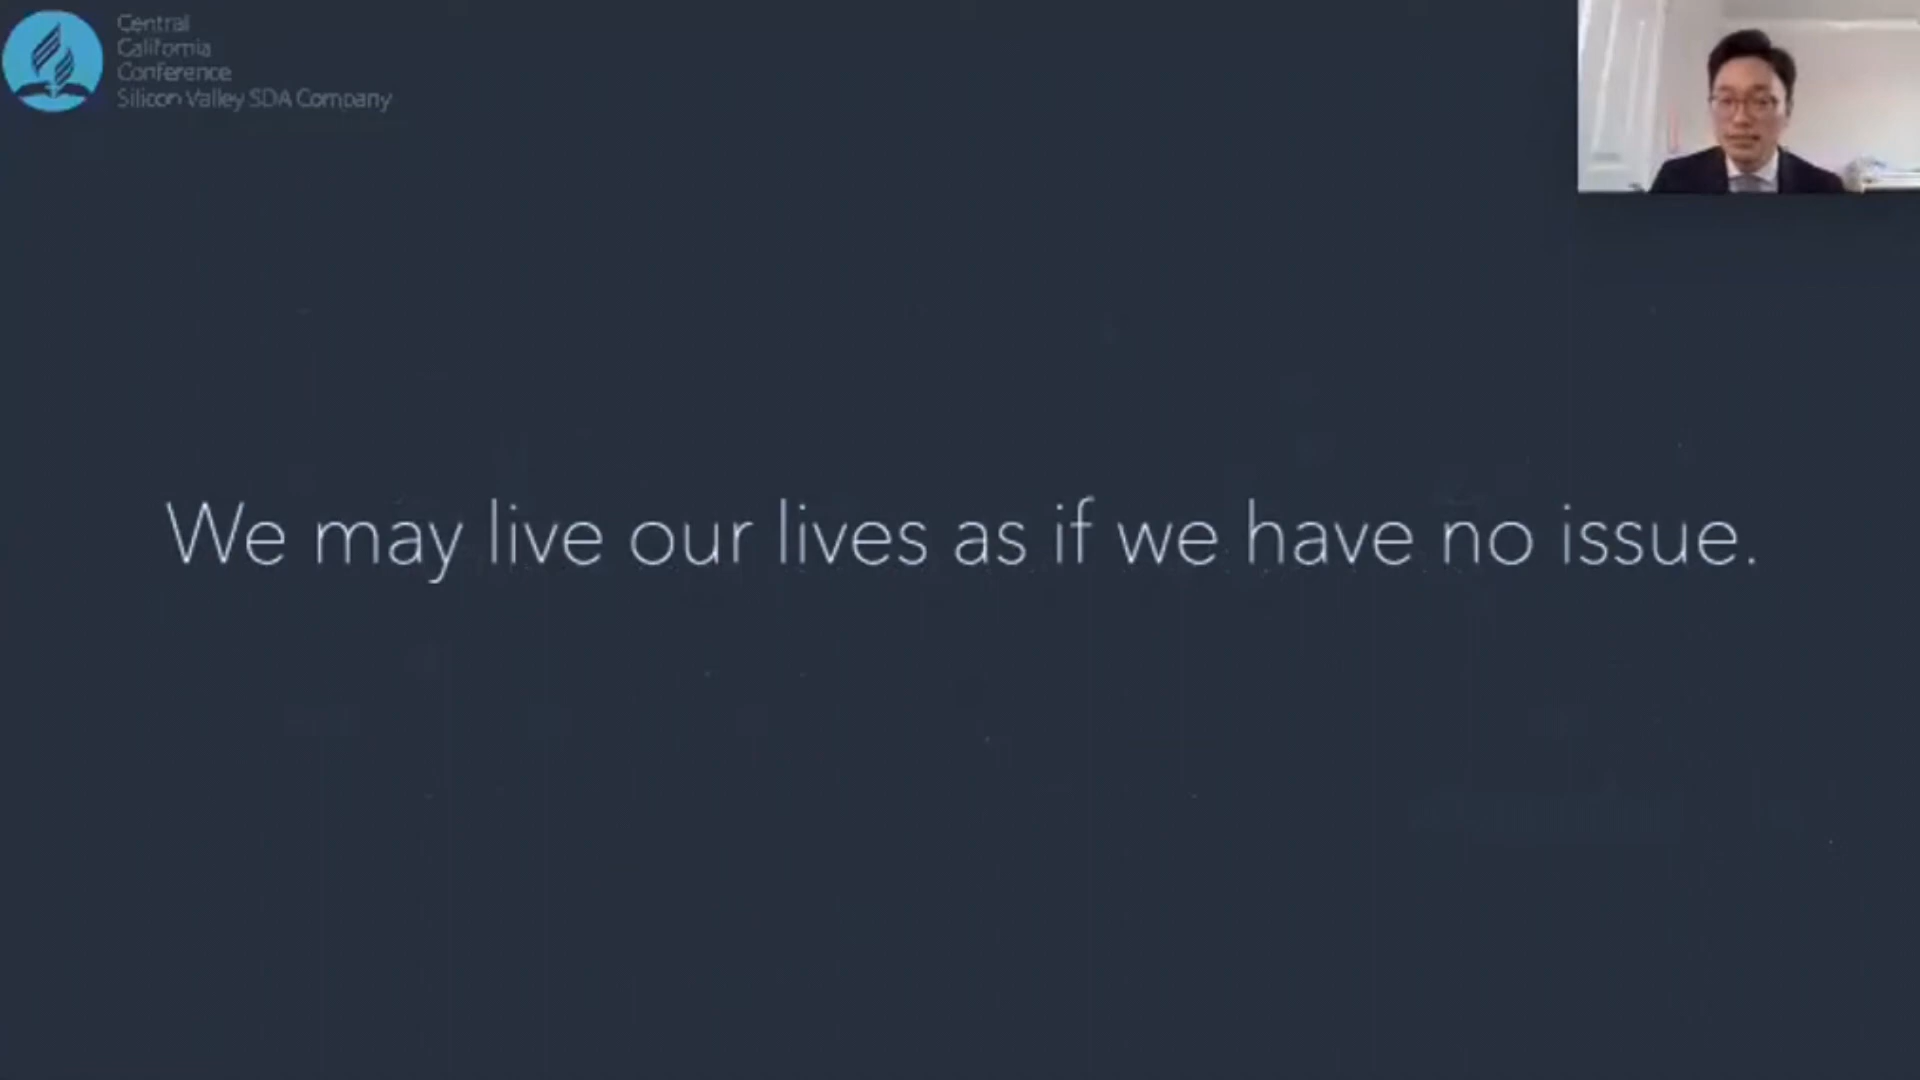 Central
California
Conference
Silicon Valley SDA Company
We may live our lives as if we have no issue.